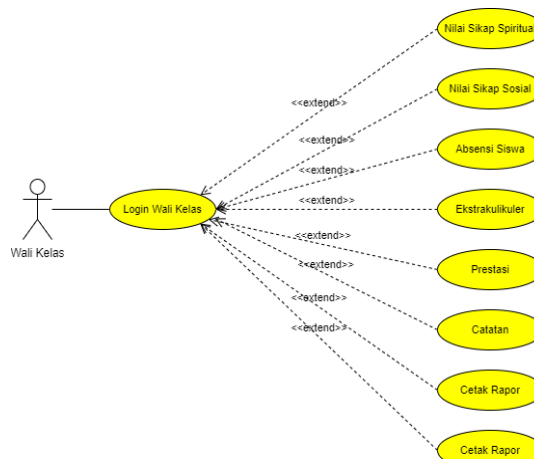 Nilai Sikap Spiritual
<<extend>>
Nilai Sikap Sosial
<<extend>>
Absensi Siswa
<<extend>>
Login Wali Kelas
<<extend>>
Ekstrakulikuler
<<extend>>
Wali Kelas
Prestasi
<<extend>>
<<extend>>
Catatan
<<extend>>
Cetak Rapor
Cetak Rapor